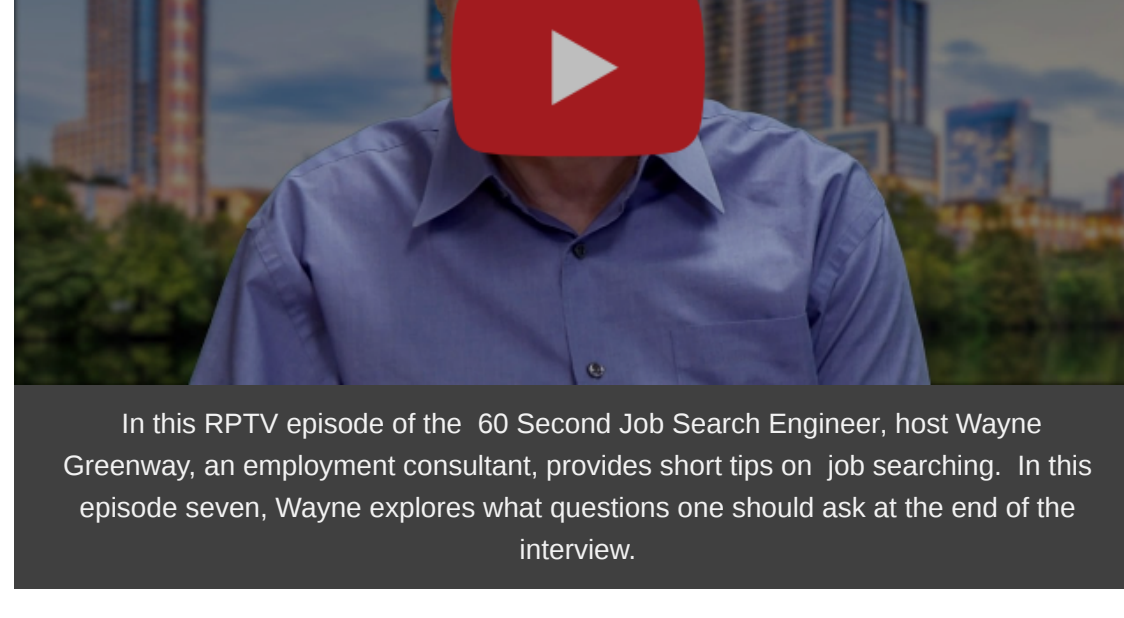 In this RPTV episode of the  60 Second Job Search Engineer, host Wayne
Greenway, an employment consultant, provides short tips on  job searching.  In this
episode seven, Wayne explores what questions one should ask at the end of the
interview.